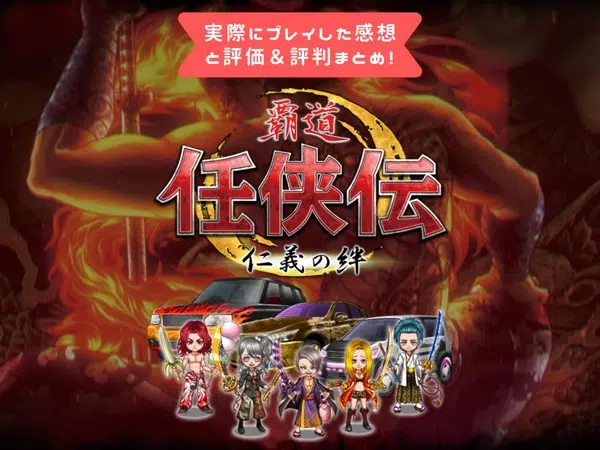 実際にプレイした感想
と評価＆評判まとめ!
覇道
任侠伝
仁義の絆